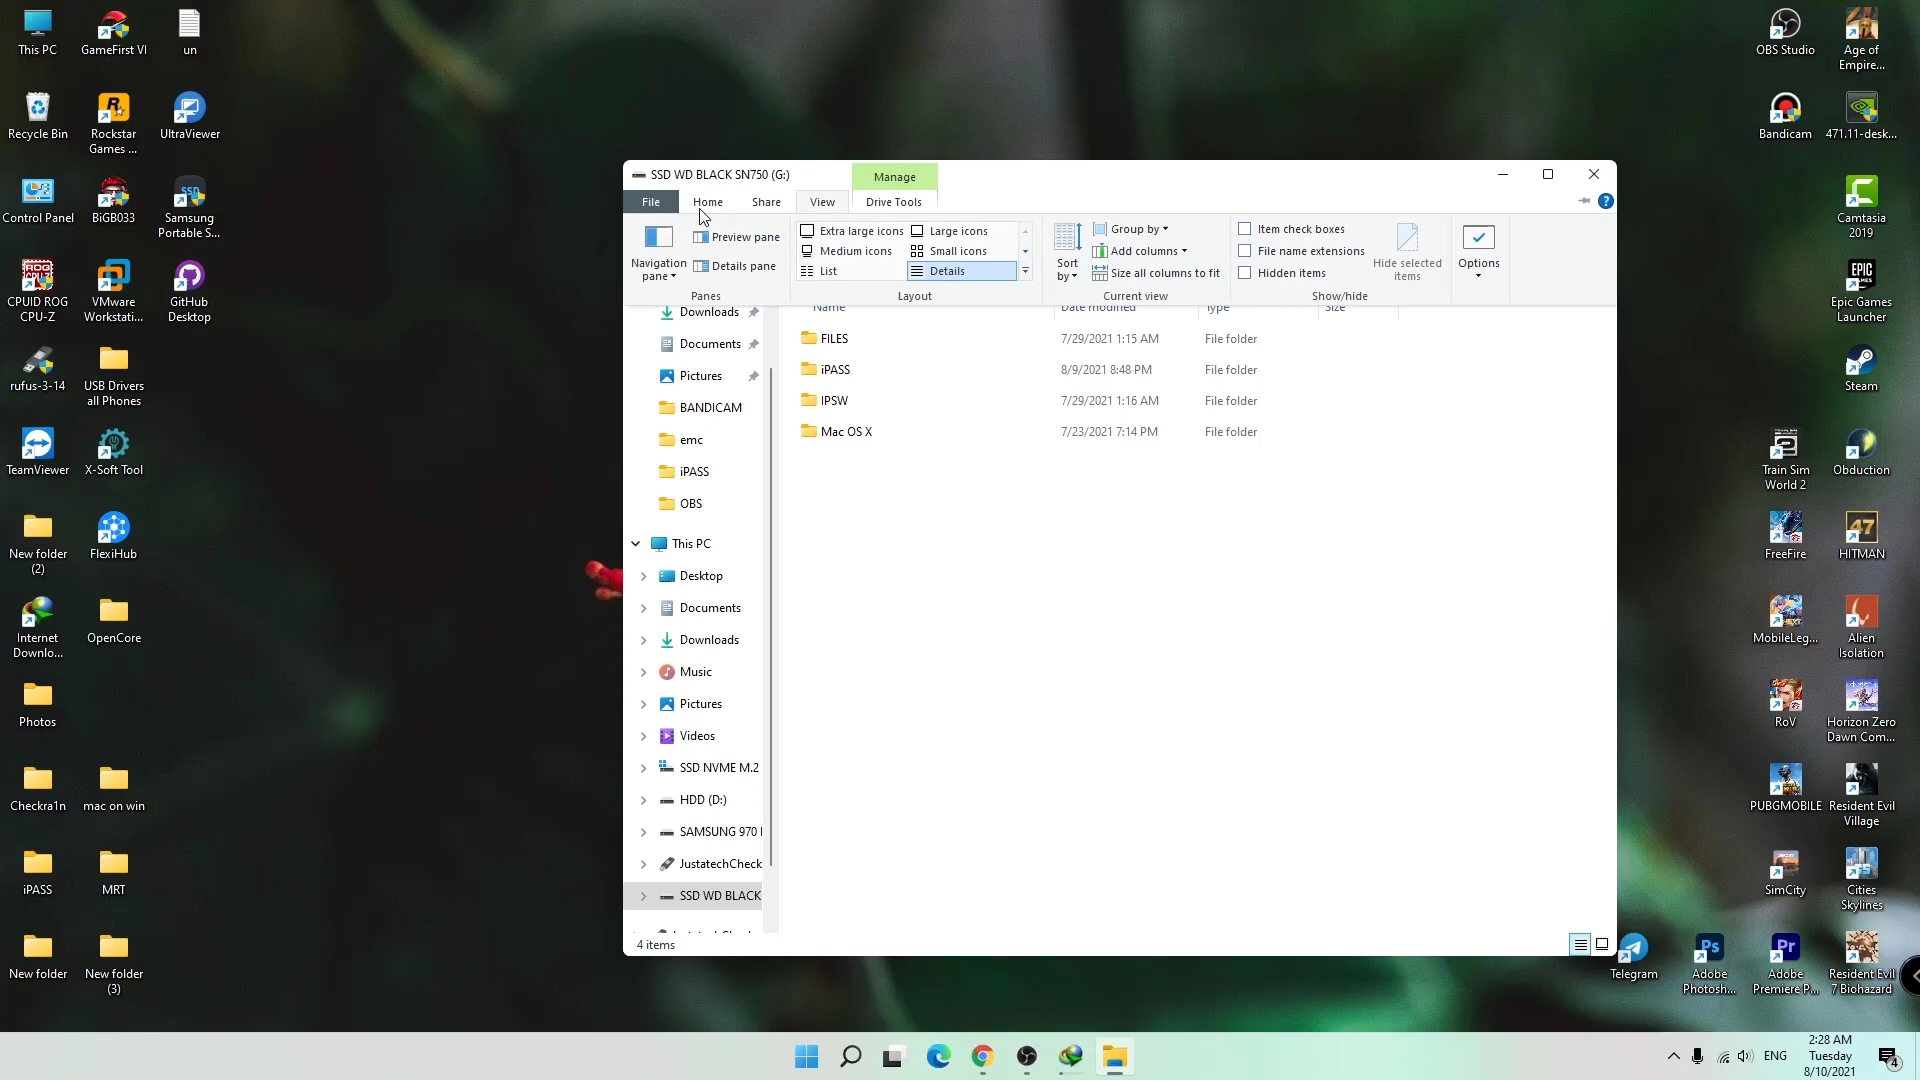 This PC
GameFirst VI
un
Recycle Bin
Rockstar
Games ...
UltraViewer
Control Panel
BiGB033
Samsung
Portable S...
CPUID ROG
CPU-Z
VMware
Workstati...
GitHub
Desktop
rufus-3-14
USB Drivers
all Phones
TeamViewer
X-Soft Tool
New folder
(2)
FlexiHub
Internet
Downlo...
OpenCore
Photos
Checkra1n
mac on win
iPASS
MRT
New folder
New folder
(3)
SSD WD BLACK SN750 (G:)
Manage
File
Home
Share
View
Drive Tools
Navigation
pane
Preview pane
Details pane
Panes
Extra large icons
Large icons
Medium icons
Small icons
List
Details
Layout
Sort
by
Group by
Add columns
Size all columns to fit
Current view
Item check boxes
File name extensions
Hidden items
Hide selected
items
Show/hide
Options
Name
Date modified
Type
Size
FILES 7/29/2021 1:15 AM File folder
iPASS 8/9/2021 8:48 PM File folder
IPSW 7/29/2021 1:16 AM File folder
Mac OS X 7/23/2021 7:14 PM File folder
Downloads
Documents
Pictures
BANDICAM
emc
iPASS
OBS
This PC
Desktop
Documents
Downloads
Music
Pictures
Videos
SSD NVME M.2
HDD (D:)
SAMSUNG 970
JustatechCheck
SSD WD BLACK
4 items
OBS Studio
Age of
Empire...
Bandicam
471.11-desk...
Camtasia
2019
Epic Games
Launcher
Steam
Train Sim
World 2
Obduction
FreeFire
HITMAN
MobileLeg...
Alien
Isolation
RoV
Horizon Zero
Dawn Com...
PUBGMOBILE
Resident Evil
Village
SimCity
Cities
Skylines
Telegram
Adobe
Photosh...
Adobe
Premiere P...
Resident Evil
7 Biohazard
ENG
2:28 AM
Tuesday
8/10/2021
4